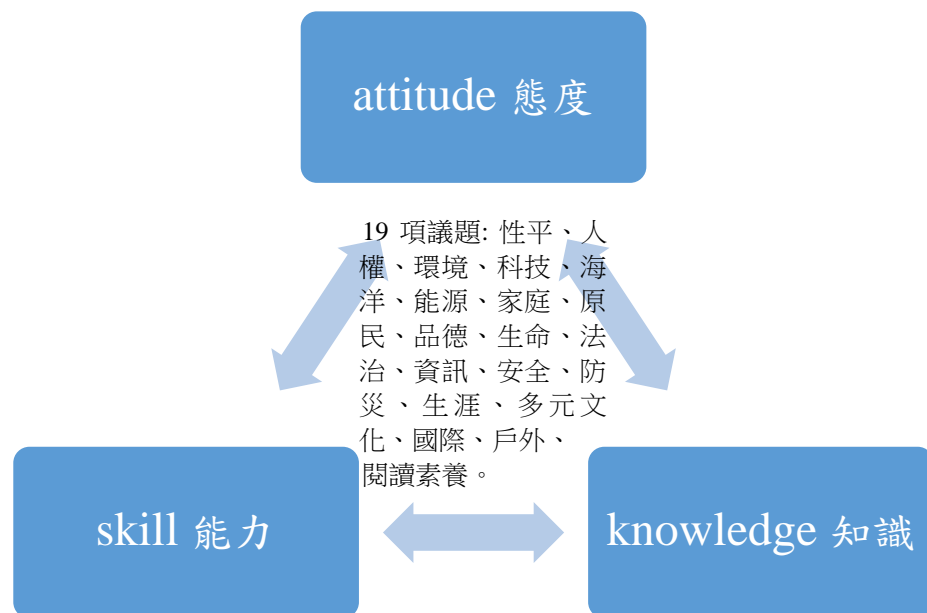 attitude 態度
19 項議題: 性平、人
權、環境、科技、海
洋、能源、家庭、原
民、品德、生命、法
治、資訊、安全、防
災、生涯、多元文
化、國際、戶外、
閱讀素養。
skill 能力
knowledge 知識